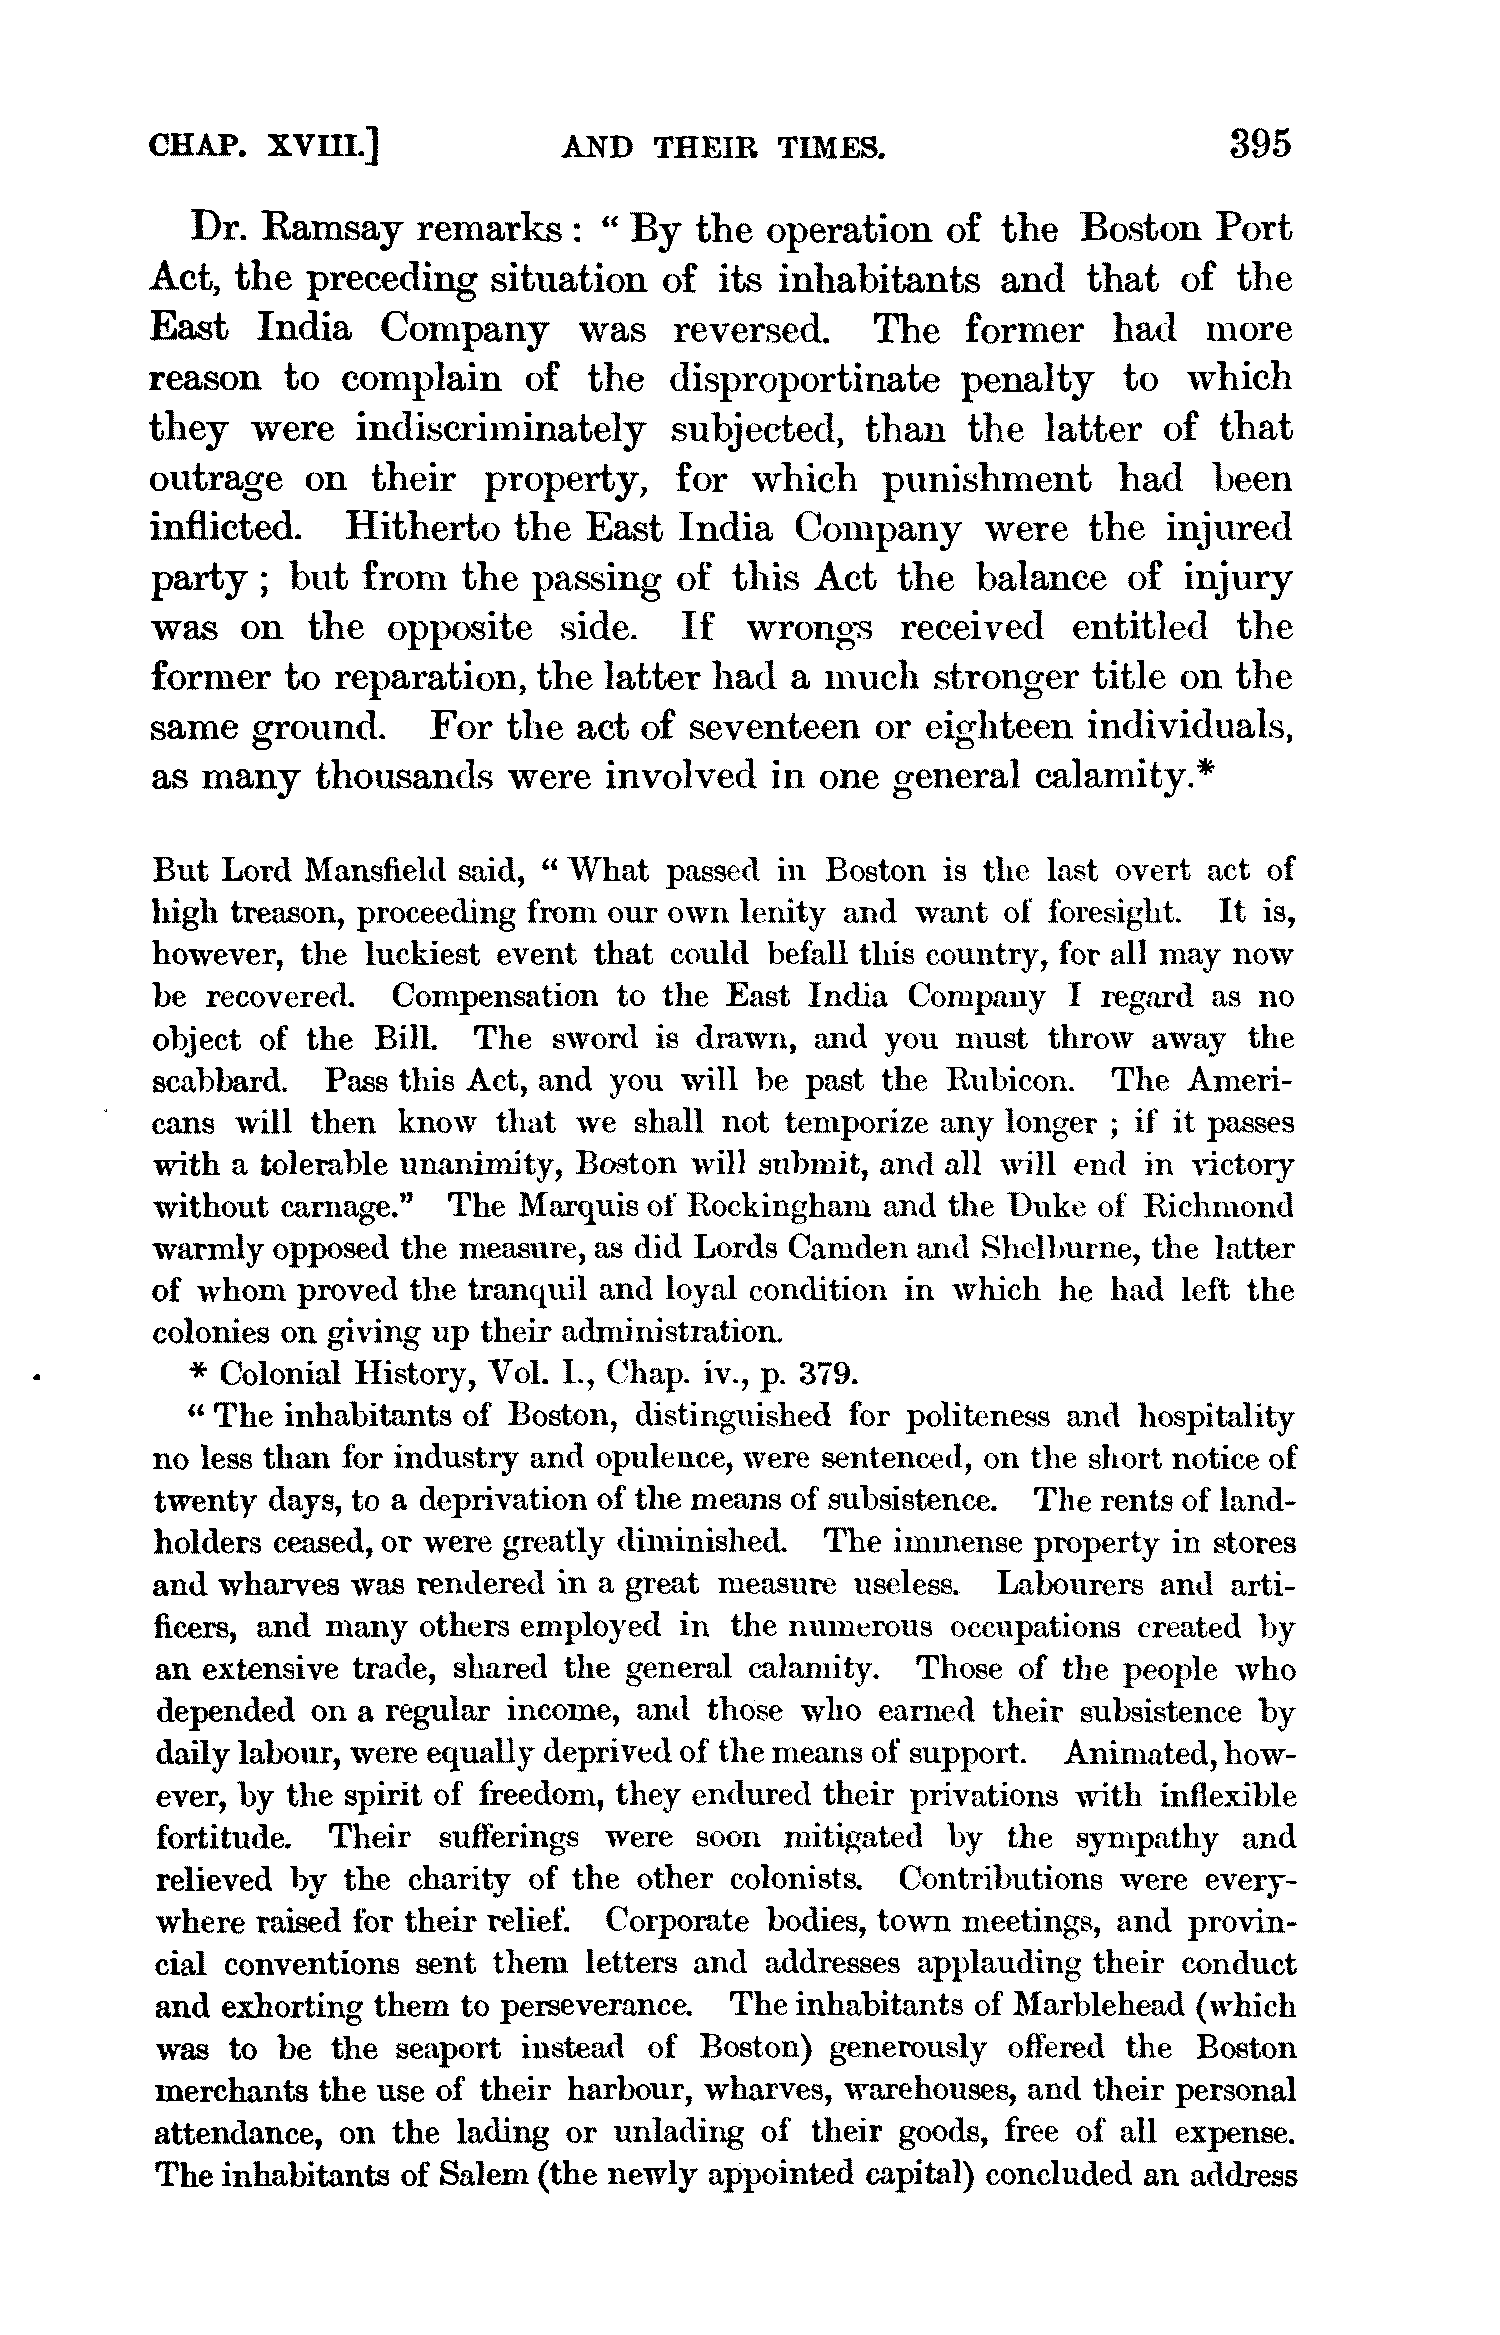 CHAP. XVIII.] AND THEIR TIMES. 395
Dr. Ramsay remarks : “ By the operation of the Boston Port
Act, the preceding situation of its inhabitants and that of the
East India Company was reversed. The former had more
reason to complain of the disproportinate penalty to which
they were indiscriminately subjected, than the latter of that
outrage on their property, for which punishment had been
inflicted. Hitherto the East India Company were the injured
party ; but from the passing of this Act the balance of injury
was on the opposite side. If wrongs received entitled the
former to reparation, the latter had a much stronger title on the
same ground. For the act of seventeen or eighteen individuals,
as many thousands were involved in one general calamity.*
But Lord Mansfield said, “ What passed in Boston is the last overt act of
high treason, proceeding from our own lenity and want of foresight. It is,
however, the luckiest event that could befall this country, for all may now
be recovered. Compensation to the East India Company I regard as no
object of the Bill. The sword is drawn, and you must throw away the
scabbard. Pass this Act, and you will be past the Rubicon. The Ameri-
cans will then know that we shall not temporize any longer ; if it passes
with a tolerable unanimity, Boston will submit, and all will end in victory
without carnage.” The Marquis of Rockingham and the Duke of Richmond
warmly opposed the measure, as did Lords Camden and Shelburne, the latter
of whom proved the tranquil and loyal condition in which he had left the
colonies on giving up their administration.
* Colonial History, Vol. I., Chap. iv., p. 379.
“ The inhabitants of Boston, distinguished for politeness and hospitality
no less than for industry and opulence, were sentenced, on the short notice of
twenty days, to a deprivation of the means of subsistence. The rents of land-
holders ceased, or were greatly diminished. The immense property in stores
and wharves was rendered in a great measure useless. Labourers and arti-
ficers, and many others employed in the numerous occupations created by
an extensive trade, shared the general calamity. Those of the people who
depended on a regular income, and those who earned their subsistence by
daily labour, were equally deprived of the means of support. Animated, how-
ever, by the spirit of freedom, they endured their privations with inflexible
fortitude. Their sufferings were soon mitigated by the sympathy and
relieved by the charity of the other colonists. Contributions were every-
where raised for their relief. Corporate bodies, town meetings, and provin-
cial conventions sent them letters and addresses applauding their conduct
and exhorting them to perseverance. The inhabitants of Marblehead (which
was to be the seaport instead of Boston) generously offered the Boston
merchants the use of their harbour, wharves, warehouses, and their personal
attendance, on the lading or unlading of their goods, free of all expense.
The inhabitants of Salem (the newly appointed capital) concluded an address